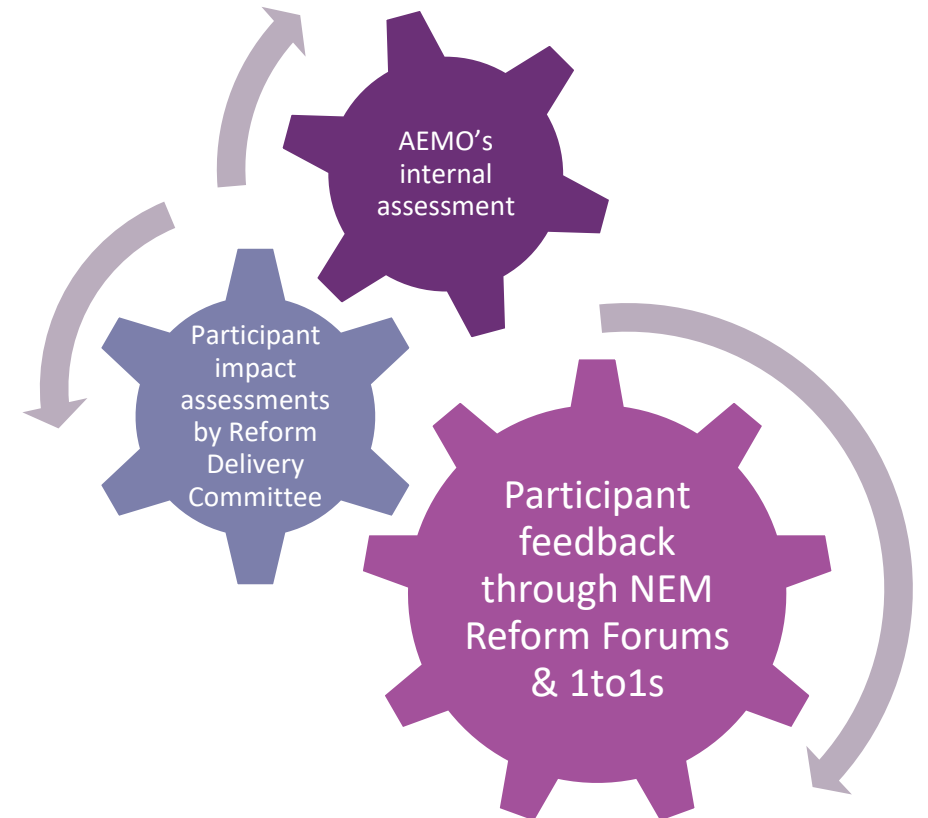 AEMO’s
internal
assessment
Participant
impact
assessments
by Reform
Delivery
Committee
Participant
feedback
through NEM
Reform Forums
& 1to1s